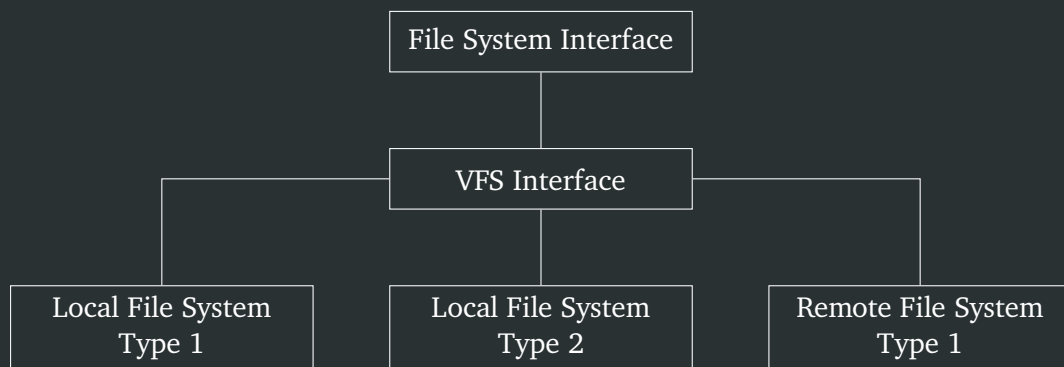 File System Interface
VFS Interface
Local File System
Type 1
Local File System
Type 2
Remote File System
Type 1